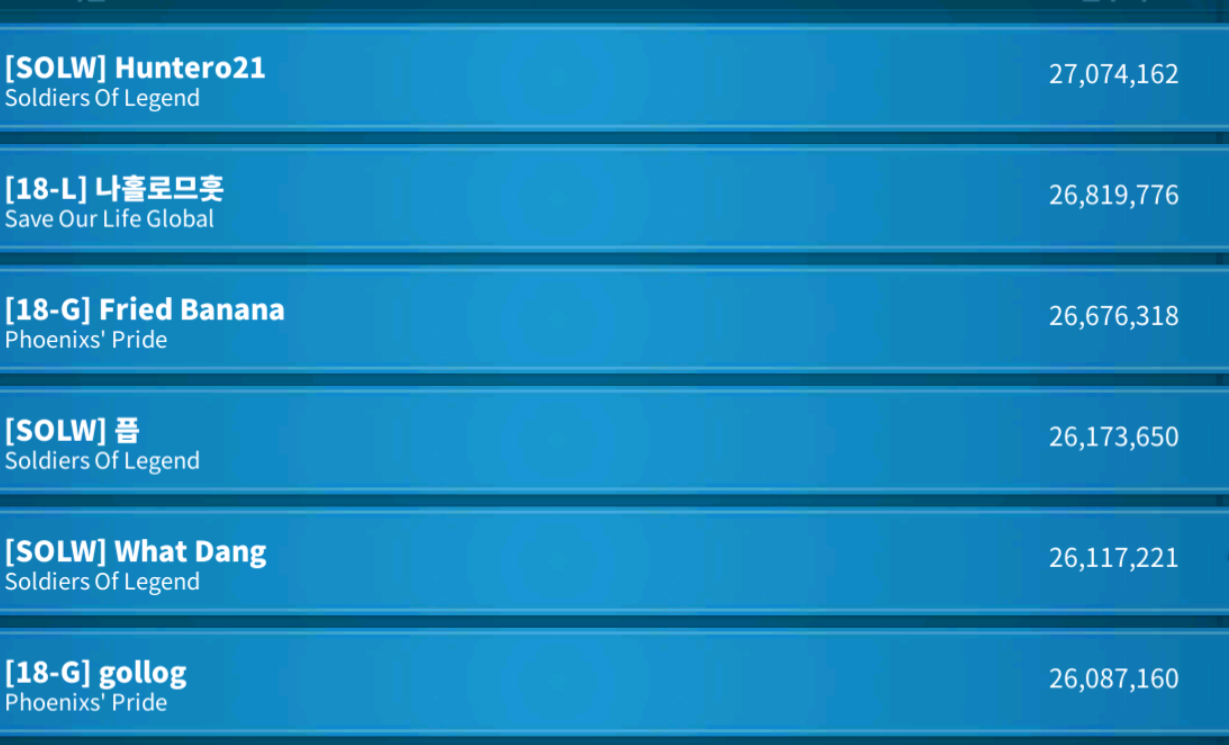 [SOLW] Huntero21
27,074,162
Soldiers Of Legend
[18-L] 나홀로므훗
26,819,776
Save Our Life Global
[18-G] Fried Banana
26,676,318
Phoenixs' Pride
[SOLW] 픕
26,173,650
Soldiers Of Legend
[SOLW] What Dang
26,117,221
Soldiers Of Legend
[18-G] gollog
26,087,160
Phoenixs' Pride